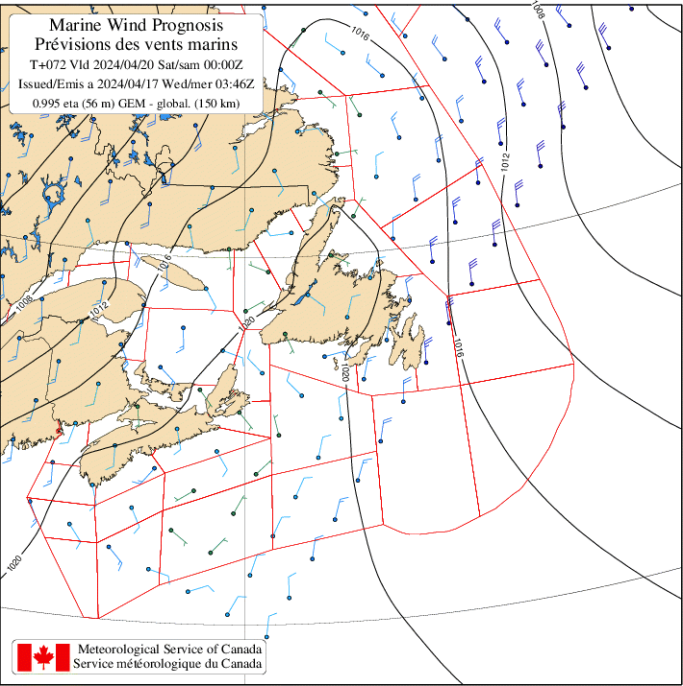 Marine Wind Prognosis
Prévisions des vents marins
T+072 Vld 2024/04/20 Sat/sam 00:00Z
Issued/Emis a 2024/04/17 Wed/mer 03:46Z
0.995 eta (56 m) GEM - global. (150 km)
1008
1016
1012
1016
1008
1012
1020
1016
1020
1020
Meteorological Service of Canada
Service météorologique du Canada